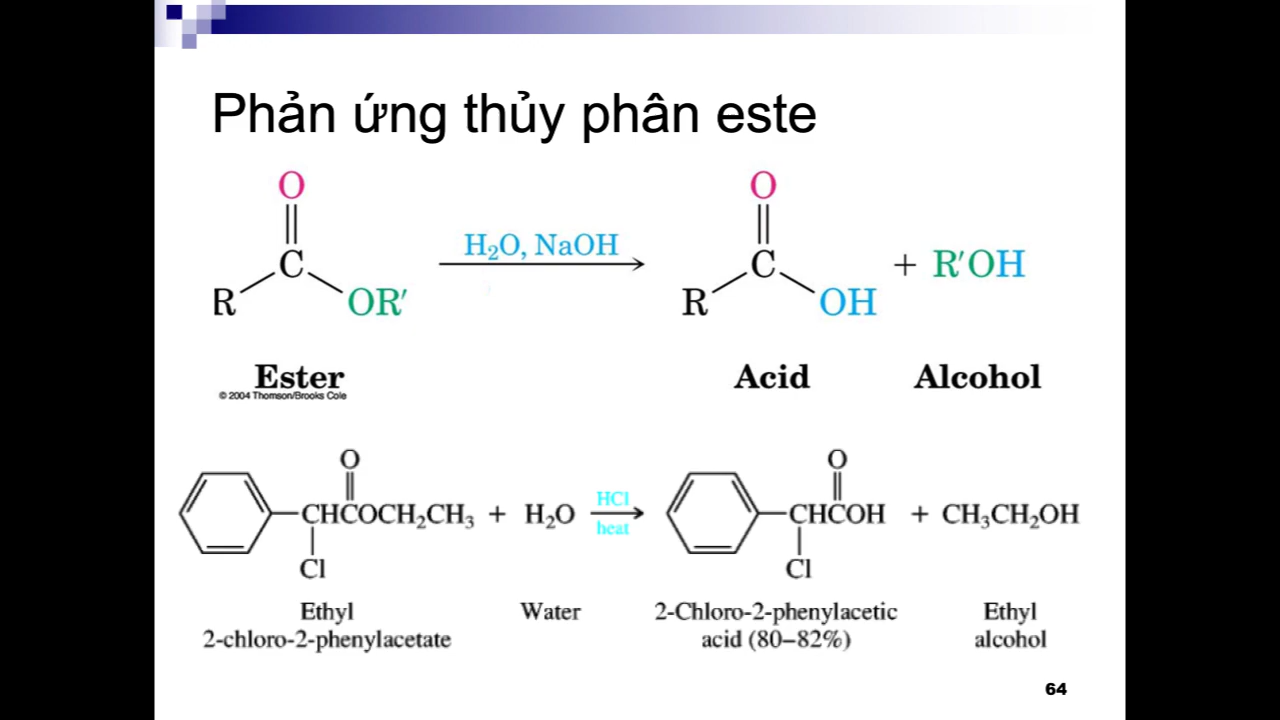 Phản ứng thủy phân este
O
H₂O, NaOH
O
C
C
+ R′OH
R
OR′
R
OH
Ester
Acid
Alcohol
© 2004 Thomson/Brooks Cole
O
O
CHCOCH₂CH₃ + H₂O
HCl
heat
CHCOH + CH₃CH₂OH
Cl
Cl
Ethyl
2-chloro-2-phenylacetate
Water
2-Chloro-2-phenylacetic
acid (80–82%)
Ethyl
alcohol
64